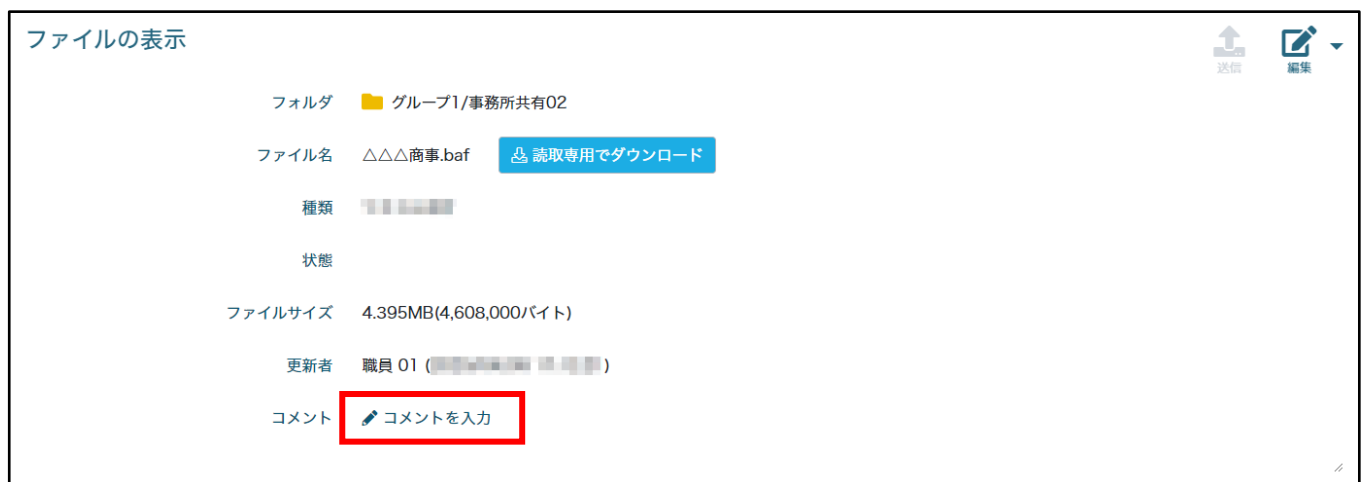 ファイルの表示
送信 編集
フォルダ グループ1/事務所共有02
ファイル名 △△△商事.baf 読取専用でダウンロード
種類
状態
ファイルサイズ 4.395MB(4,608,000バイト)
更新者 職員 01 ( )
コメント コメントを入力